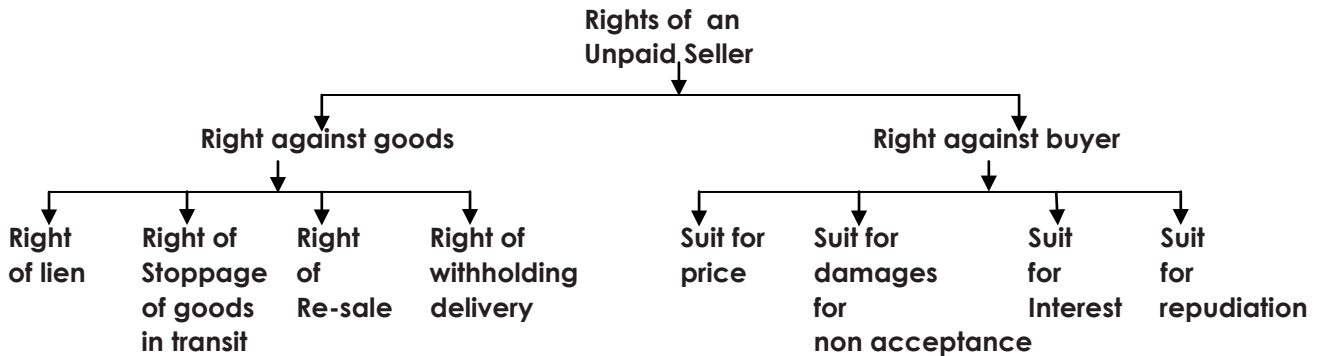 Rights of an
Unpaid Seller
Right against goods
Right against buyer
Right
of lien
Right of
Stoppage
of goods
in transit
Right
of
Re-sale
Right of
withholding
delivery
Suit for
price
Suit for
damages
for
non acceptance
Suit
for
Interest
Suit
for
repudiation